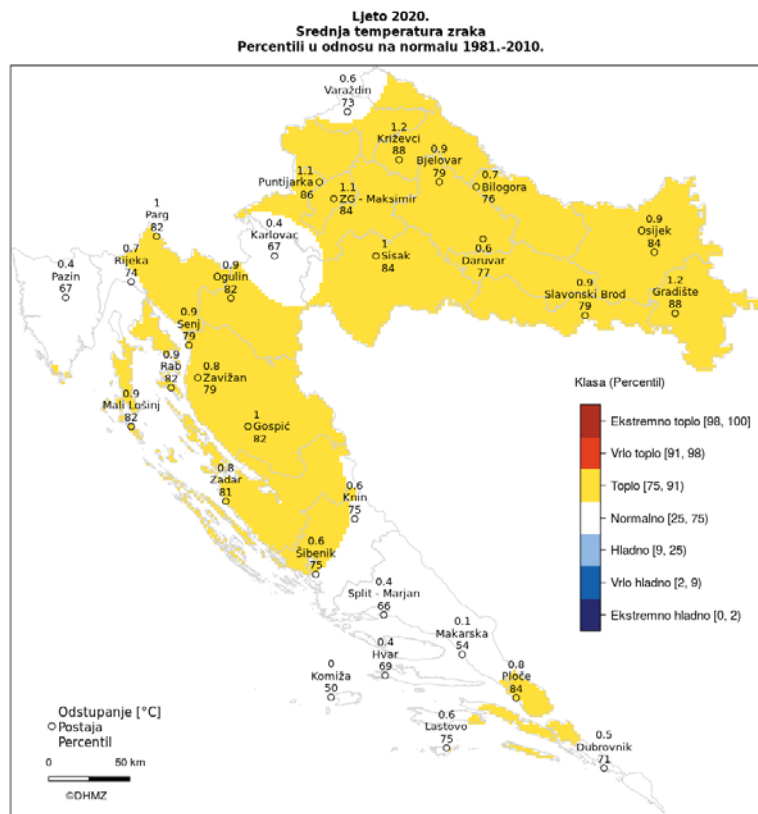 Ljeto 2020.
Srednja temperatura zraka
Percentili u odnosu na normalu 1981.-2010.
0.6
Varaždin
73
1.2
Križevci
88
0.9
Bjelovar
79
1.1
Puntijarka
86
1.1
ZG - Maksimir
84
0.7
Bilogora
76
1
Parg
82
0.4
Karlovac
67
1
Sisak
84
0.6
Daruvar
77
0.9
Osijek
84
0.4
Pazin
67
0.7
Rijeka
74
0.9
Ogulin
82
0.9
Slavonski Brod
79
1.2
Gradište
88
0.9
Senj
79
0.9
Rab
82
0.8
Zavižan
79
0.9
Mali Lošinj
82
1
Gospić
82
0.8
Zadar
81
0.6
Knin
75
0.6
Šibenik
75
0.4
Split - Marjan
66
0.1
Makarska
54
0.4
Hvar
69
0
Komiža
50
0.8
Ploče
84
0.6
Lastovo
75
0.5
Dubrovnik
71
Klasa (Percentil)
Ekstremno toplo [98, 100]
Vrlo toplo [91, 98)
Toplo [75, 91)
Normalno [25, 75)
Hladno [9, 25)
Vrlo hladno [2, 9)
Ekstremno hladno [0, 2)
Odstupanje [°C]
Postaja
Percentil
0 50 km
©DHMZ